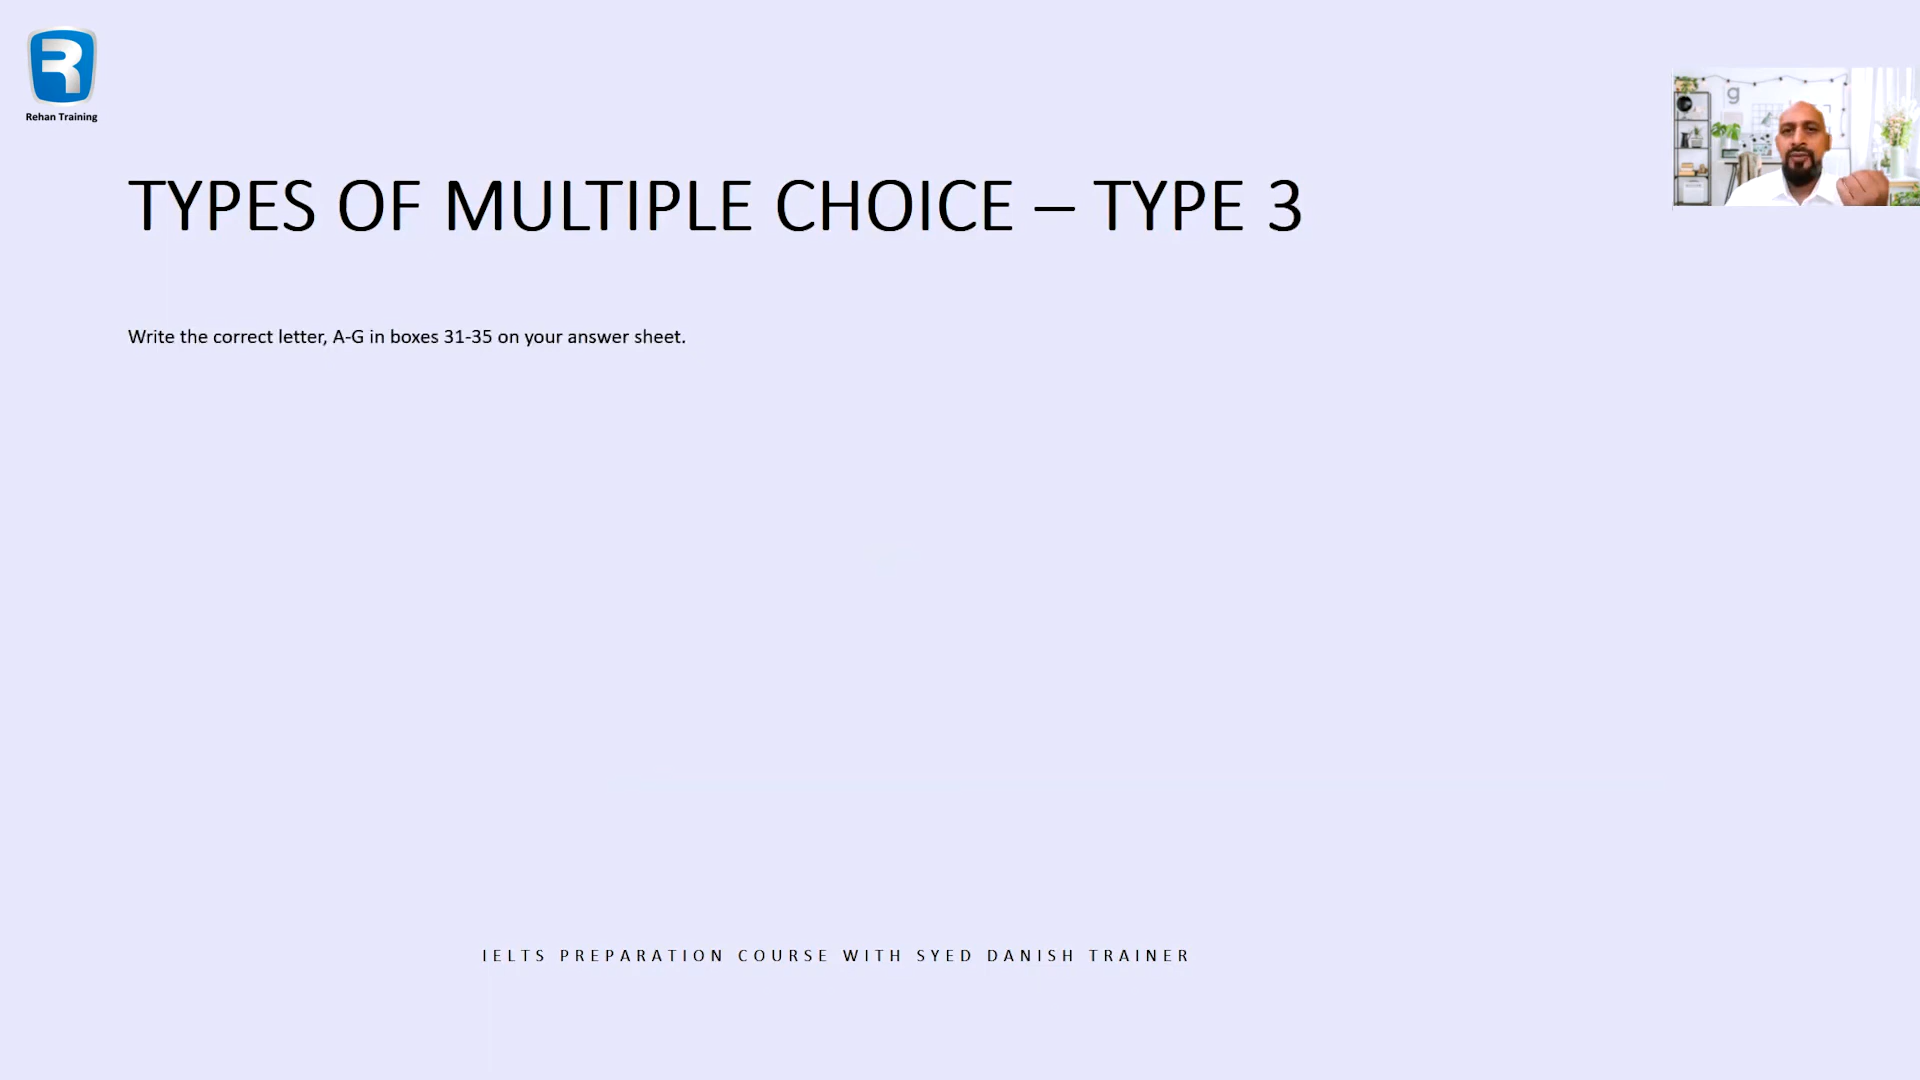 Rehan Training
TYPES OF MULTIPLE CHOICE – TYPE 3
Write the correct letter, A-G in boxes 31-35 on your answer sheet.
IELTS PREPARATION COURSE WITH SYED DANISH TRAINER